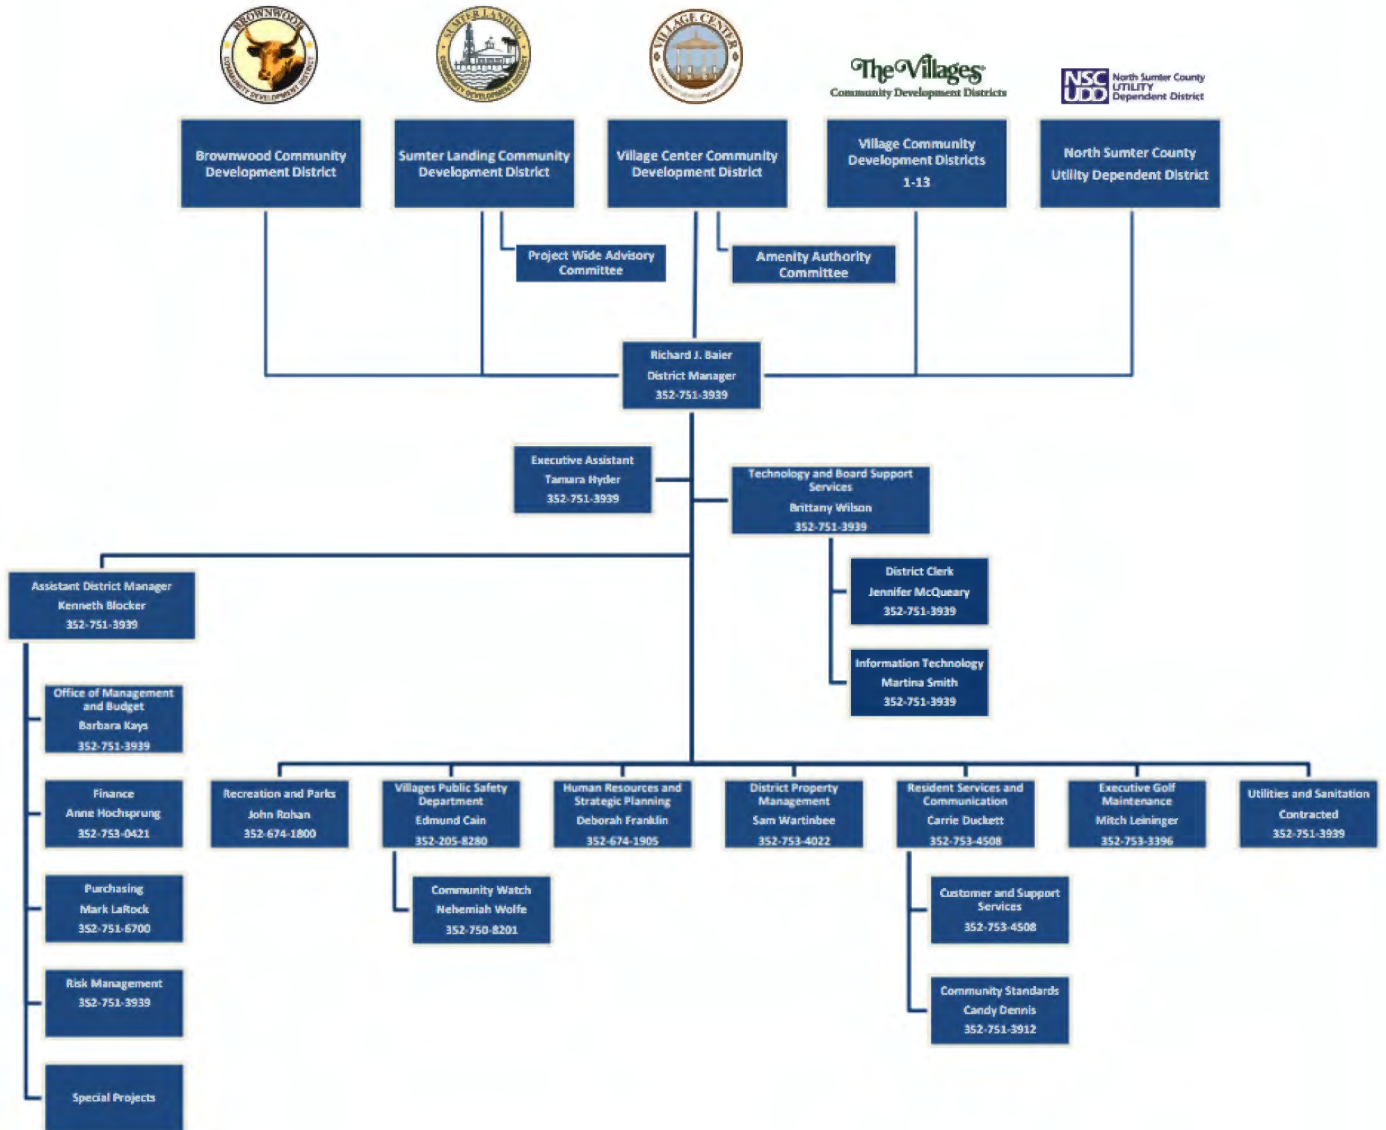 BROWNWOOD
COMMUNITY DEVELOPMENT DISTRICT
SUMTER LANDING
COMMUNITY DEVELOPMENT DISTRICT
VILLAGE CENTER
COMMUNITY DEVELOPMENT DISTRICT
The Villages
Community Development Districts
NSC
UDD
North Sumter County
UTILITY
Dependent District
Brownwood Community
Development District
Sumter Landing Community
Development District
Village Center Community
Development District
Village Community
Development Districts
1-13
North Sumter County
Utility Dependent District
Project Wide Advisory
Committee
Amenity Authority
Committee
Richard J. Baier
District Manager
352-751-3939
Executive Assistant
Tamara Hyder
352-751-3939
Technology and Board Support
Services
Brittany Wilson
352-751-3939
District Clerk
Jennifer McQueary
352-751-3939
Information Technology
Martina Smith
352-751-3939
Assistant District Manager
Kenneth Blocker
352-751-3939
Office of Management
and Budget
Barbara Kays
352-751-3939
Finance
Anne Hochsprung
352-753-0421
Purchasing
Mark LaRock
352-751-6700
Risk Management
352-751-3939
Special Projects
Recreation and Parks
John Rohan
352-674-1800
Villages Public Safety
Department
Edmund Cain
352-205-8280
Community Watch
Nehemiah Wolfe
352-750-8201
Human Resources and
Strategic Planning
Deborah Franklin
352-674-1905
District Property
Management
Sam Wartinbee
352-753-4022
Resident Services and
Communication
Carrie Duckett
352-753-4508
Customer and Support
Services
352-753-4508
Community Standards
Candy Dennis
352-751-3912
Executive Golf
Maintenance
Mitch Leininger
352-753-3396
Utilities and Sanitation
Contracted
352-751-3939